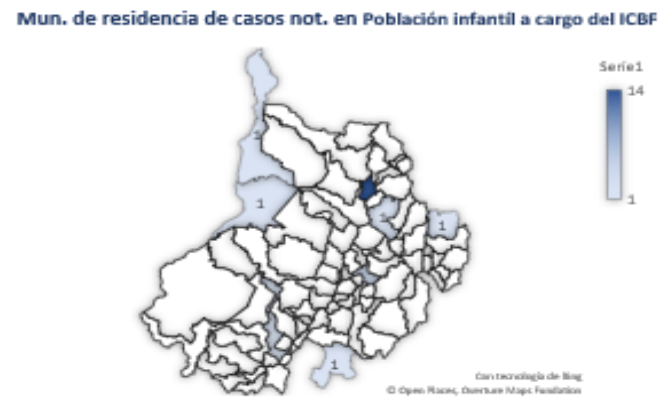 Mun. de residencia de casos not. en Población infantil a cargo del ICBF
Serie1
14
1
1
1
1
1
Con tecnología de Bing
© Open Places, Overture Maps Fundation